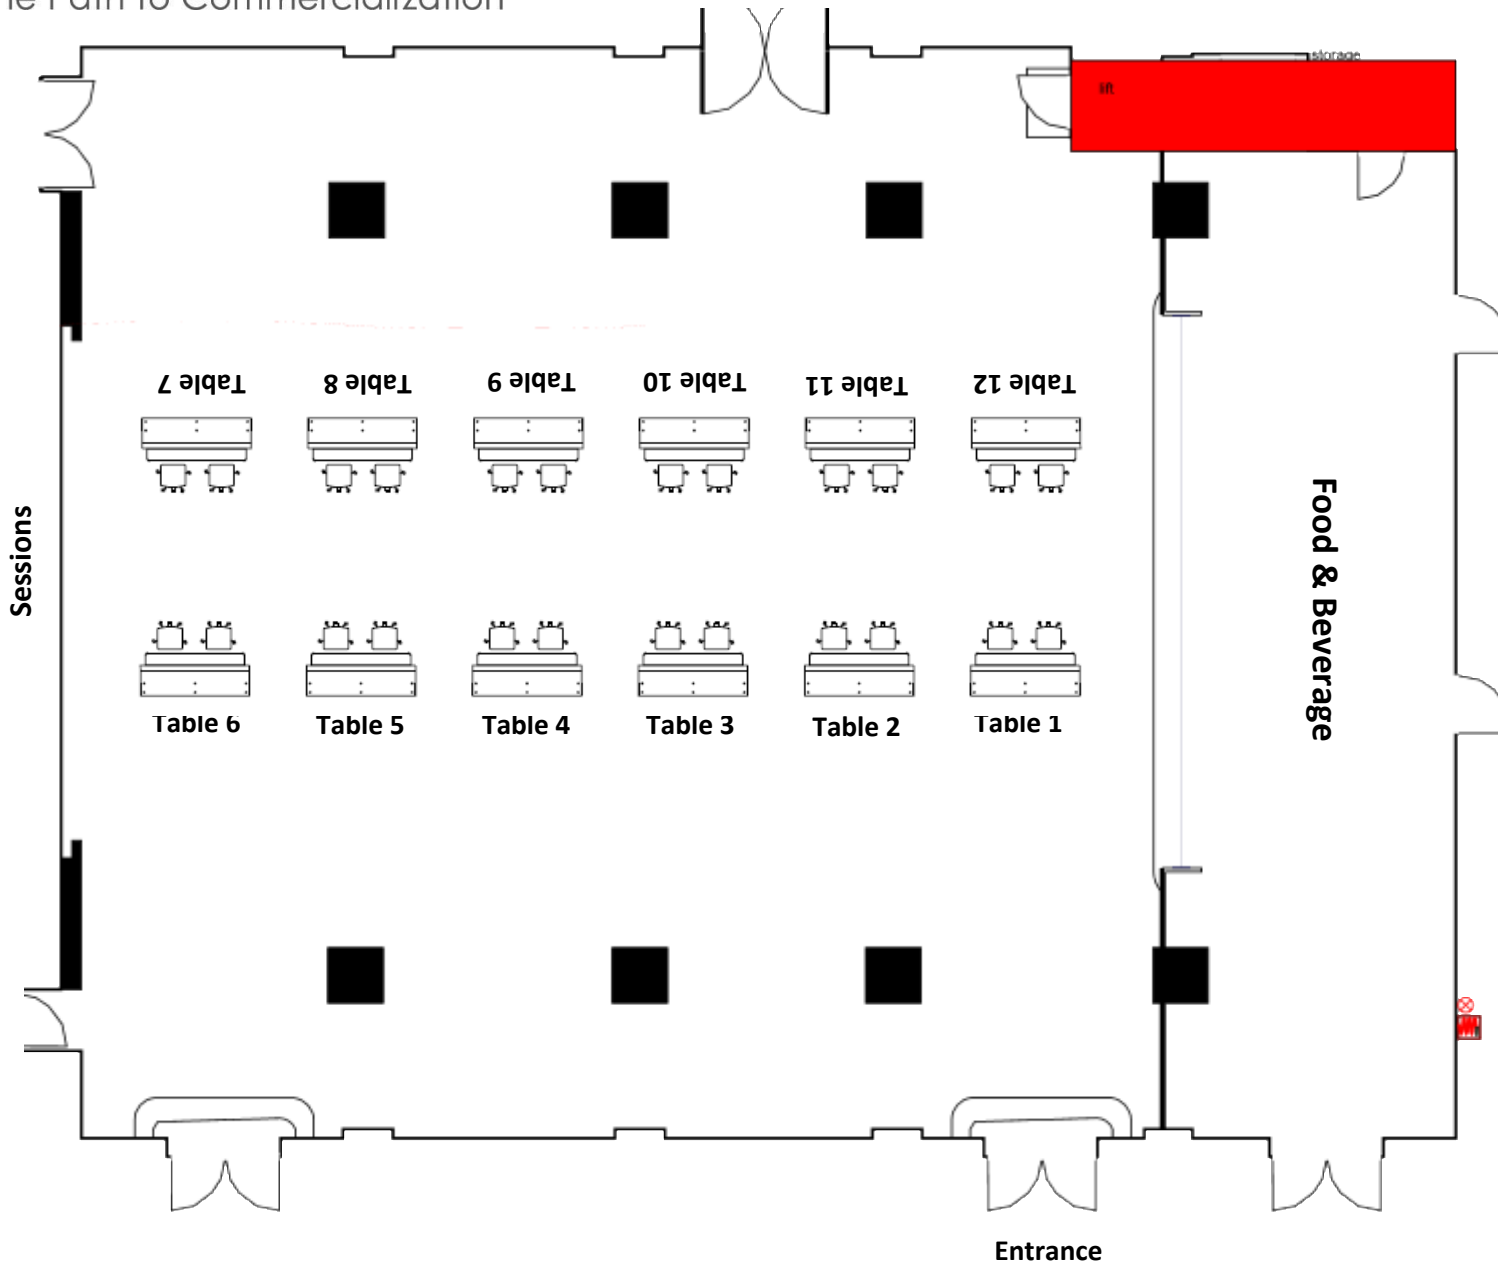 he Path to Commercialization
storage
lift
Table 7
Table 8
Table 9
Table 10
Table 11
Table 12
Sessions
Food & Beverage
Table 6
Table 5
Table 4
Table 3
Table 2
Table 1
Entrance